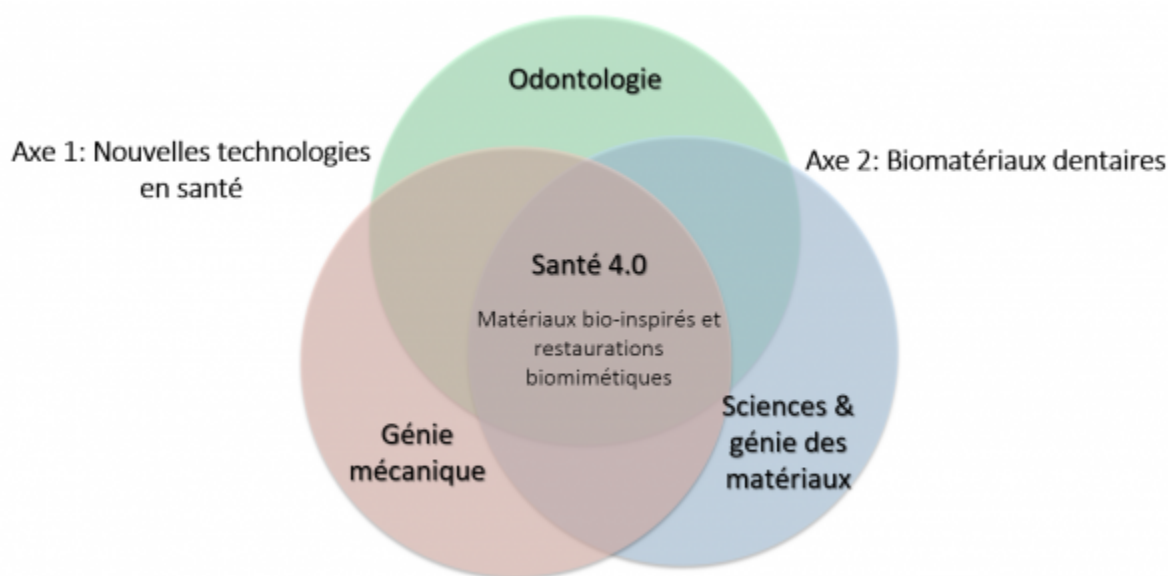 Odontologie
Axe 1: Nouvelles technologies
en santé
Axe 2: Biomatériaux dentaires
Santé 4.0
Matériaux bio-inspirés et
restaurations
biomimétiques
Génie
mécanique
Sciences &
génie des
matériaux